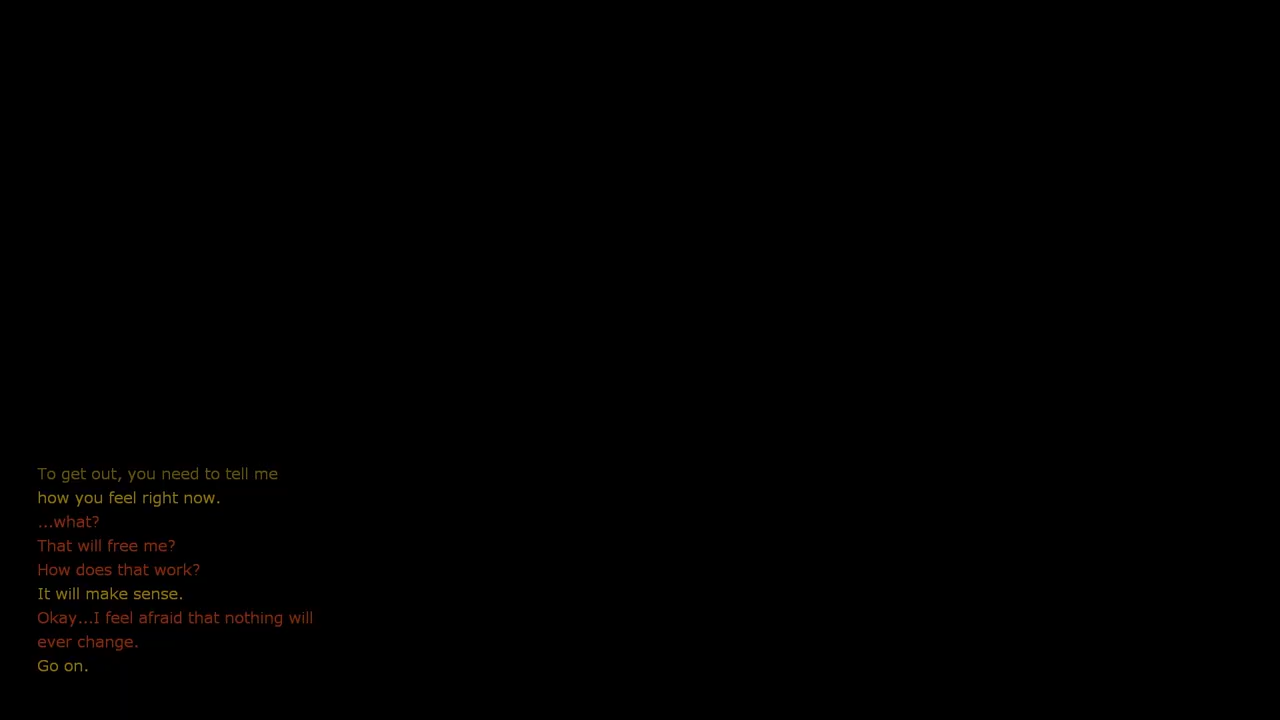 To get out, you need to tell me
how you feel right now.
...what?
That will free me?
How does that work?
It will make sense.
Okay...I feel afraid that nothing will
ever change.
Go on.